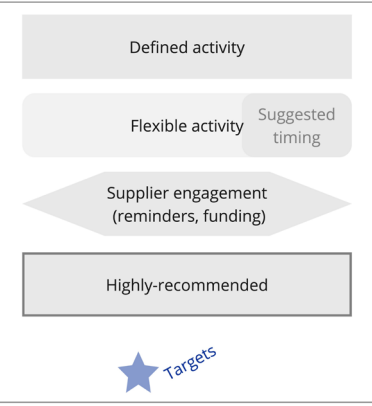 Defined activity
Flexible activity
Suggested
timing
Supplier engagement
(reminders, funding)
Highly-recommended
Targets